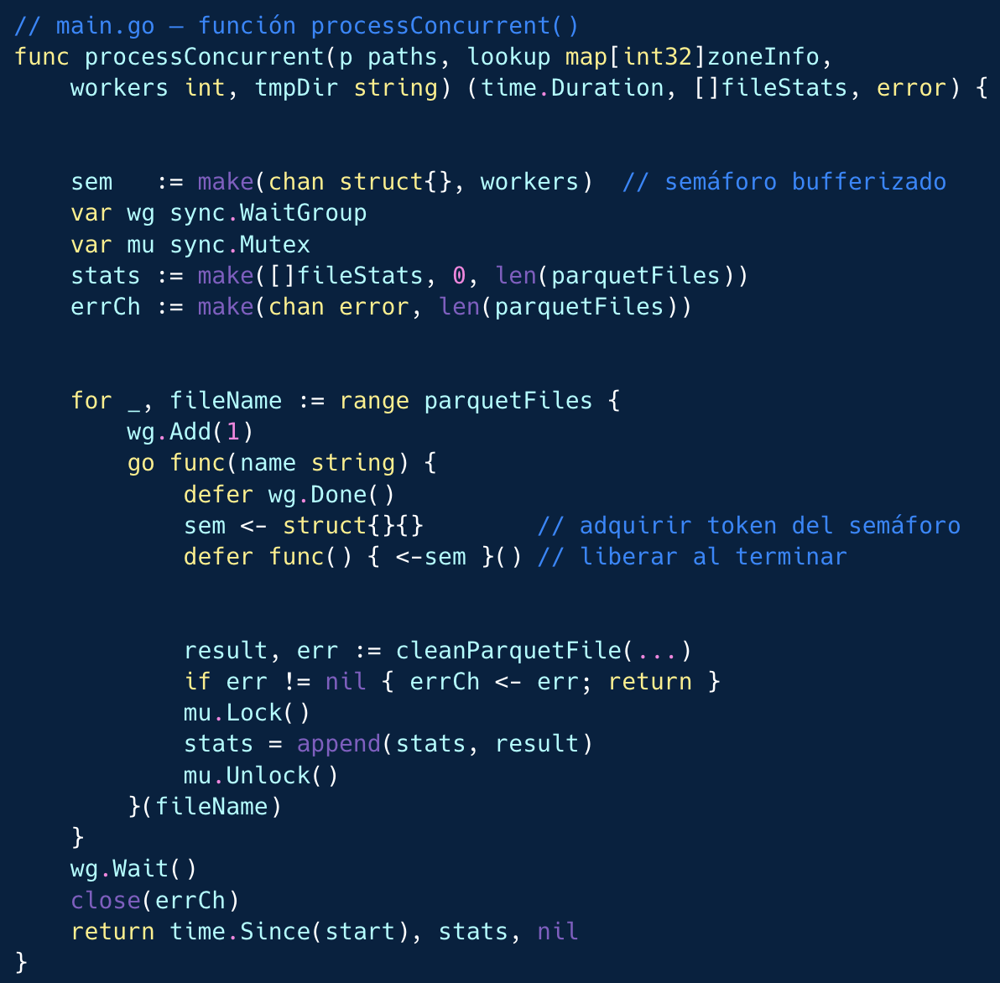 // main.go — función processConcurrent()
func processConcurrent(p paths, lookup map[int32]zoneInfo,
    workers int, tmpDir string) (time.Duration, []fileStats, error) {
    sem   := make(chan struct{}, workers)  // semáforo bufferizado
    var wg sync.WaitGroup
    var mu sync.Mutex
    stats := make([]fileStats, 0, len(parquetFiles))
    errCh := make(chan error, len(parquetFiles))
    for _, fileName := range parquetFiles {
        wg.Add(1)
        go func(name string) {
            defer wg.Done()
            sem <- struct{}{}        // adquirir token del semáforo
            defer func() { <-sem }() // liberar al terminar
            result, err := cleanParquetFile(...)
            if err != nil { errCh <- err; return }
            mu.Lock()
            stats = append(stats, result)
            mu.Unlock()
        }(fileName)
    }
    wg.Wait()
    close(errCh)
    return time.Since(start), stats, nil
}